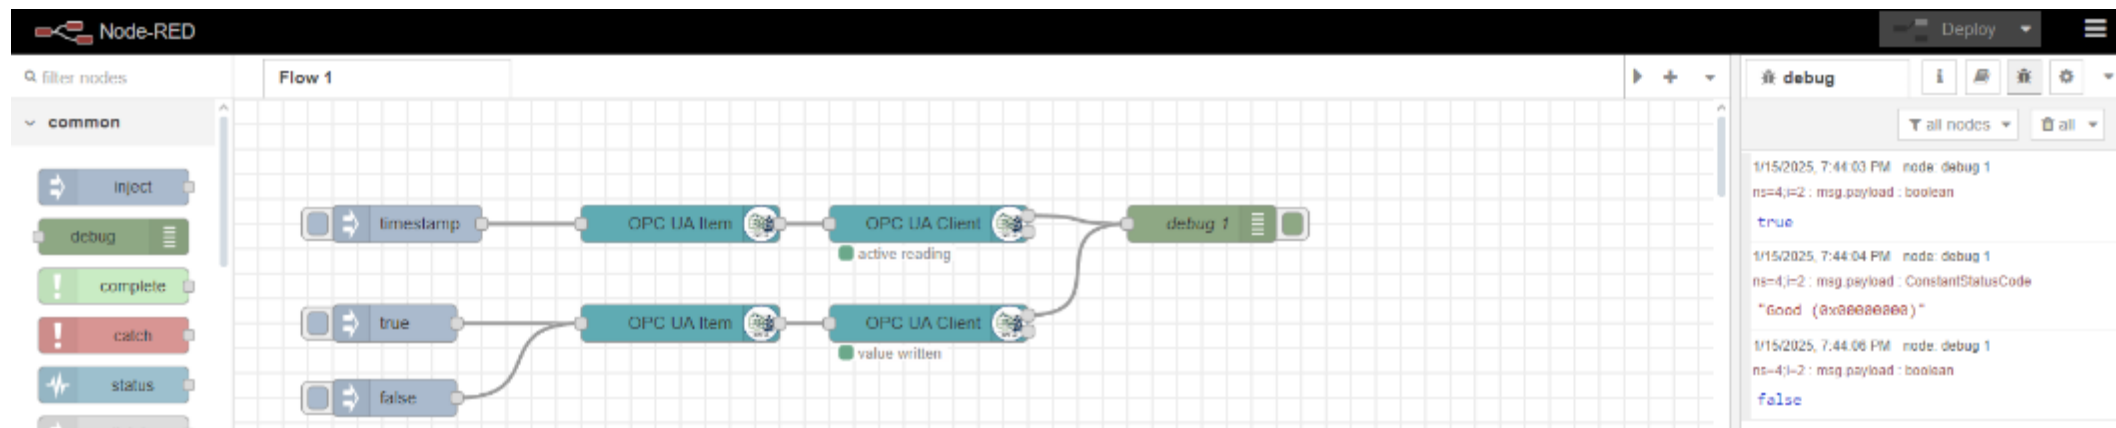 Node-RED
Deploy
filter nodes
Flow 1
debug
common
all nodes
all
inject
debug
complete
catch
status
timestamp
OPC UA Item
OPC UA Client
debug 1
active reading
true
OPC UA Item
OPC UA Client
value written
false
1/15/2025, 7:44:03 PM node: debug 1
ns=4;i=2 : msg.payload : boolean
true
1/15/2025, 7:44:04 PM node: debug 1
ns=4;i=2 : msg.payload : ConstantStatusCode
"Good (0x00000000)"
1/15/2025, 7:44:06 PM node: debug 1
ns=4;i=2 : msg.payload : boolean
false